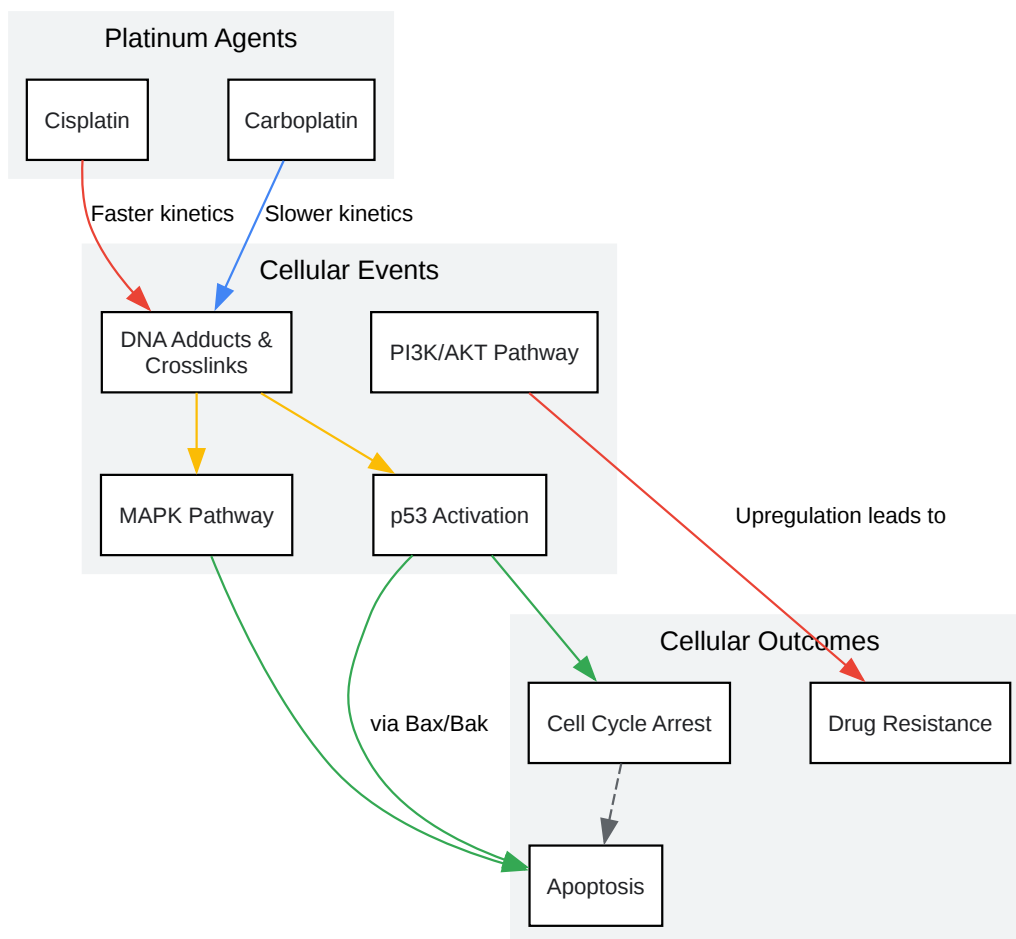 Platinum Agents
Cisplatin
Carboplatin
Faster kinetics
Slower kinetics
Cellular Events
DNA Adducts &
Crosslinks
PI3K/AKT Pathway
MAPK Pathway
p53 Activation
Upregulation leads to
Cellular Outcomes
via Bax/Bak
Cell Cycle Arrest
Drug Resistance
Apoptosis